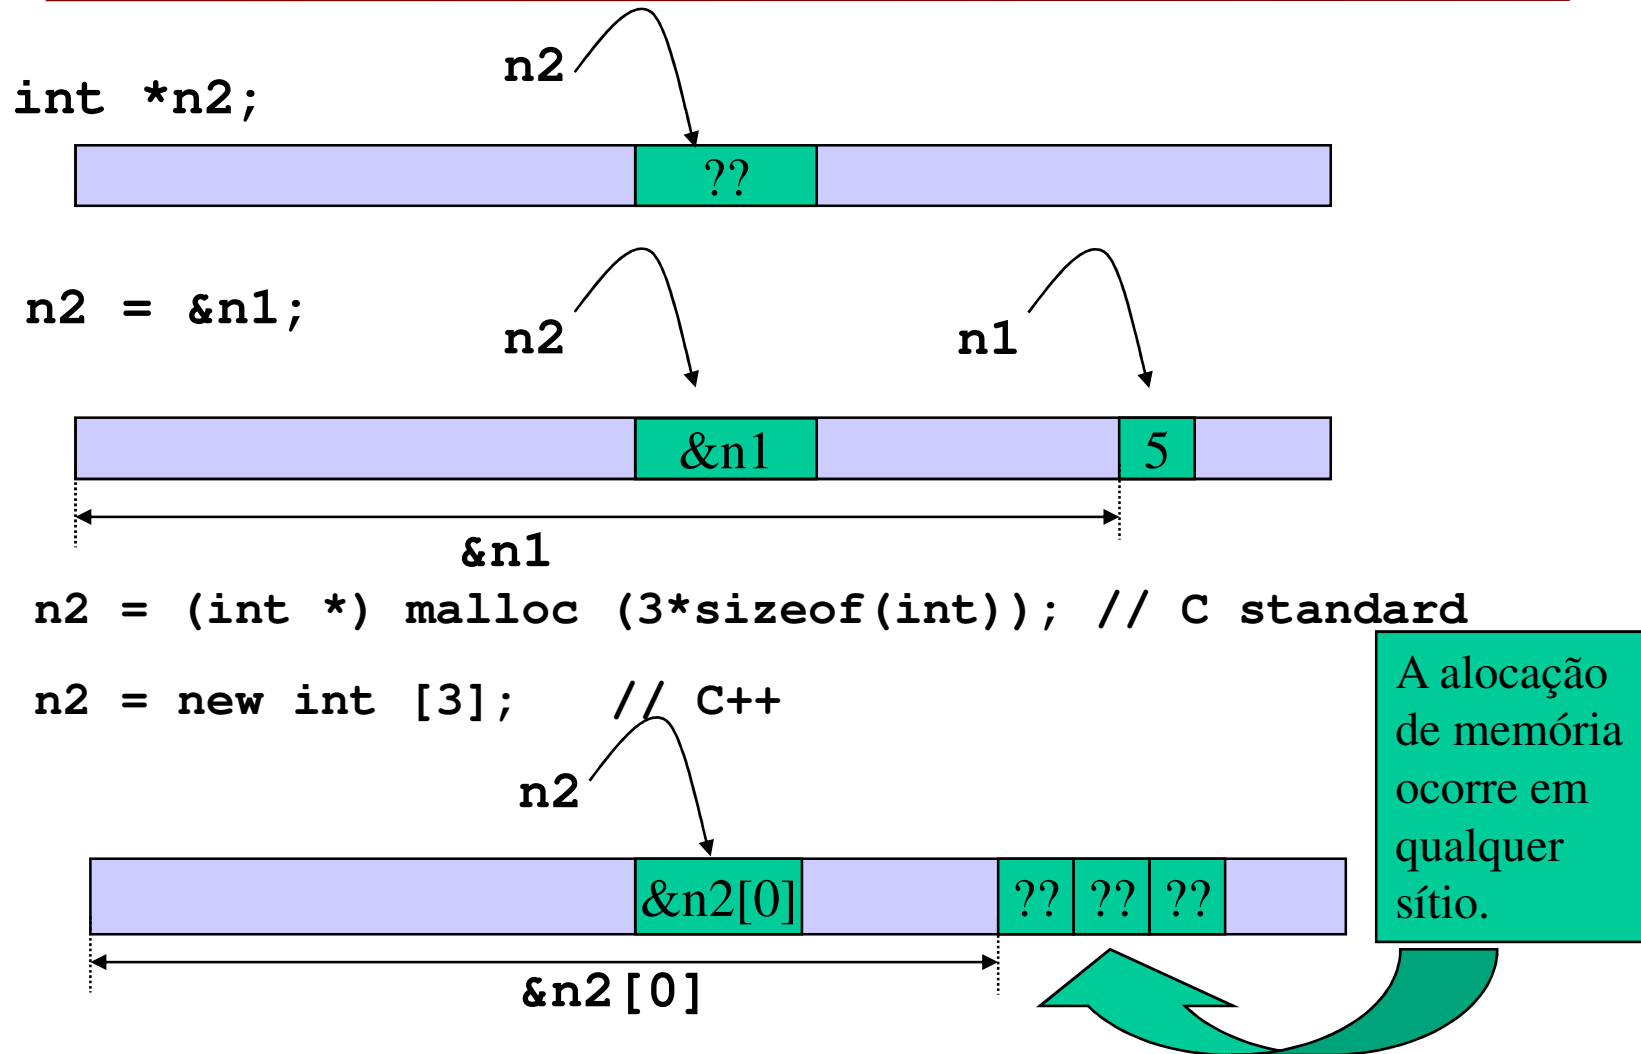 n2
int *n2;
??
n2 = &n1;
n2
n1
&n1
5
&n1
n2 = (int *) malloc (3*sizeof(int)); // C standard
n2 = new int [3]; // C++
A alocação
de memória
ocorre em
qualquer
sítio.
n2
&n2[0]
??
??
??
&n2[0]